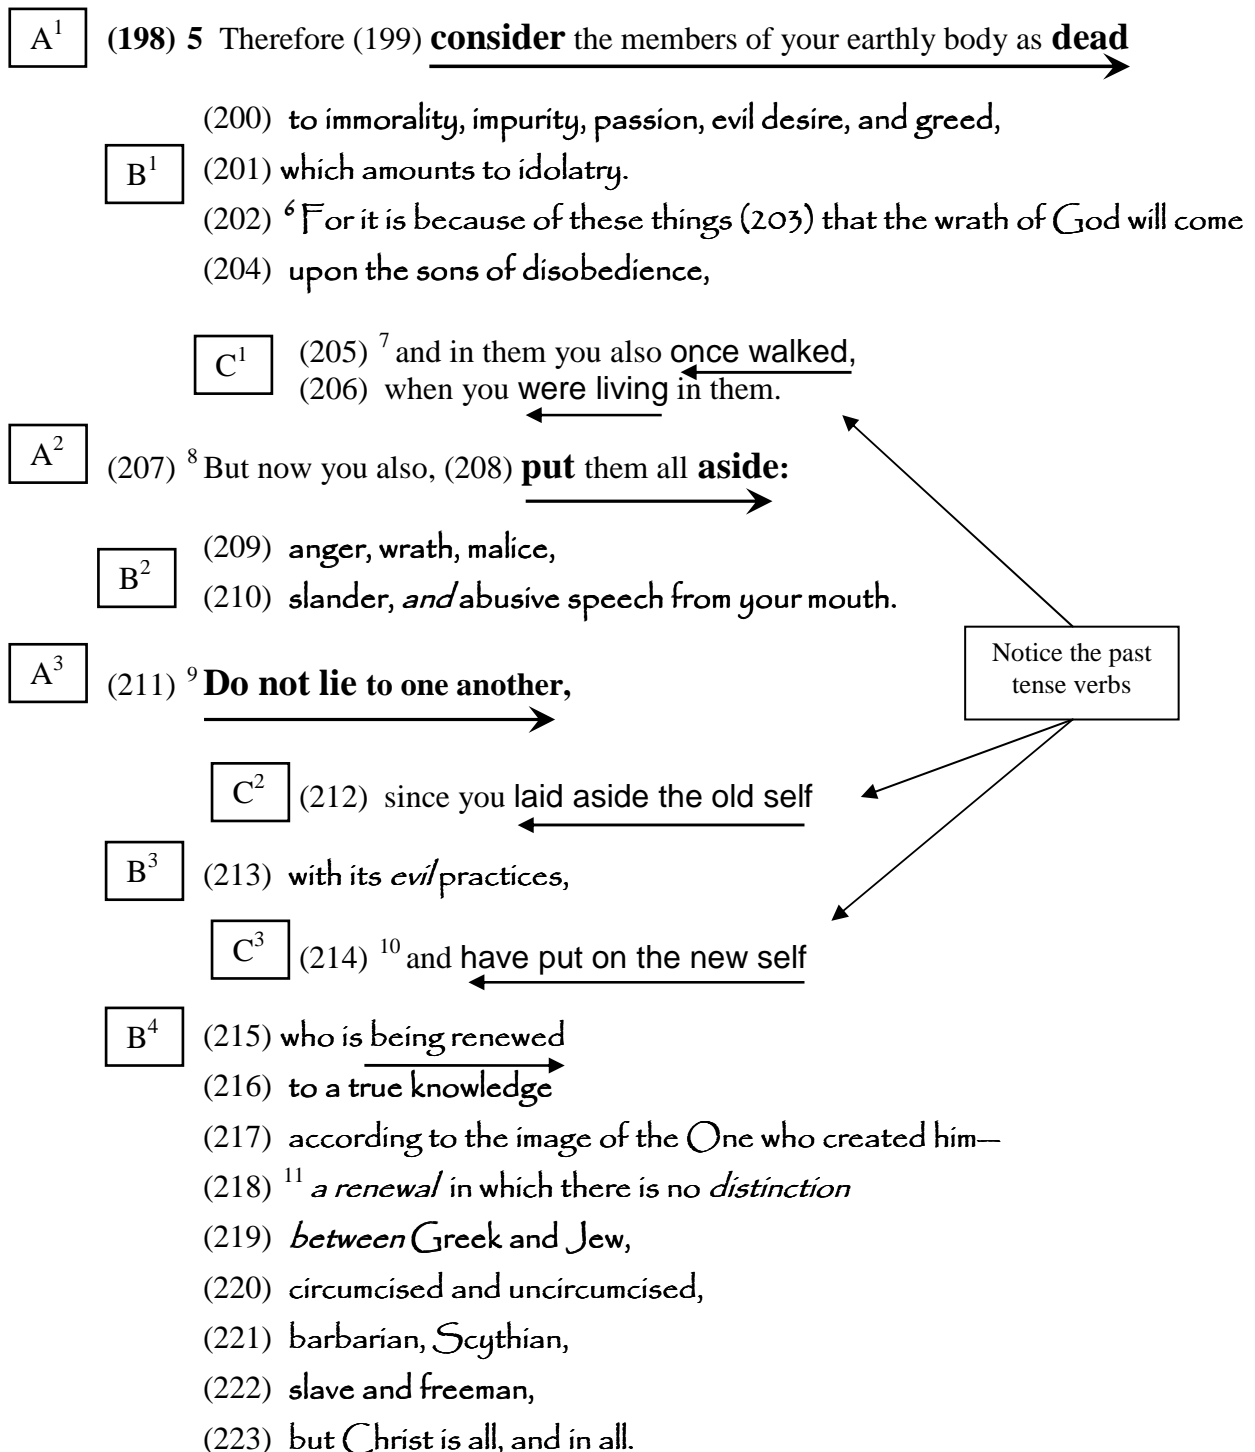 A¹ (198) 5 Therefore (199) consider the members of your earthly body as dead
(200) to immorality, impurity, passion, evil desire, and greed,
B¹ (201) which amounts to idolatry.
(202) ⁶ For it is because of these things (203) that the wrath of God will come
(204) upon the sons of disobedience,
C¹ (205) ⁷ and in them you also once walked,
(206) when you were living in them.
A² (207) ⁸ But now you also, (208) put them all aside:
(209) anger, wrath, malice,
B² (210) slander, and abusive speech from your mouth.
A³ (211) ⁹ Do not lie to one another,
Notice the past
tense verbs
C² (212) since you laid aside the old self
B³ (213) with its evil practices,
C³ (214) ¹⁰ and have put on the new self
B⁴ (215) who is being renewed
(216) to a true knowledge
(217) according to the image of the One who created him—
(218) ¹¹ a renewal in which there is no distinction
(219) between Greek and Jew,
(220) circumcised and uncircumcised,
(221) barbarian, Scythian,
(222) slave and freeman,
(223) but Christ is all, and in all.